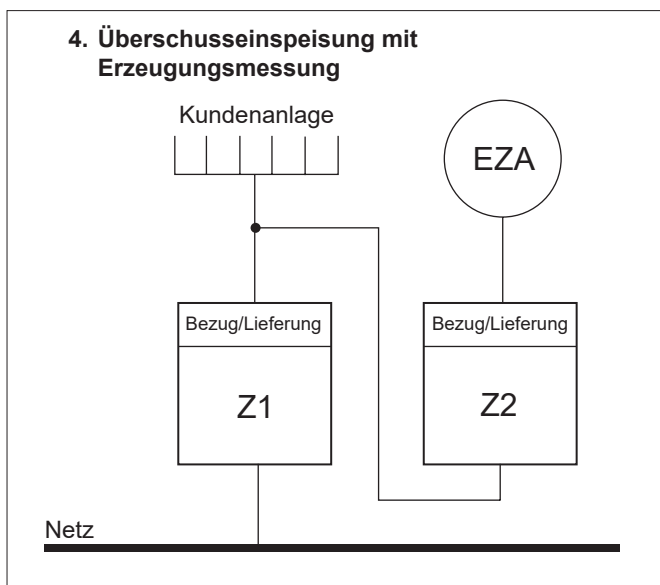 4. Überschusseinspeisung mit
Erzeugungsmessung
Kundenanlage
EZA
Bezug/Lieferung
Bezug/Lieferung
Z1
Z2
Netz